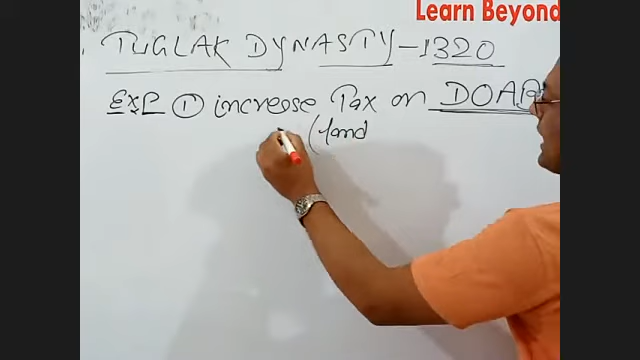 Learn Beyond
TUGLAK DYNASTY-1320
EXP ① increase Tax on DOAB
(land